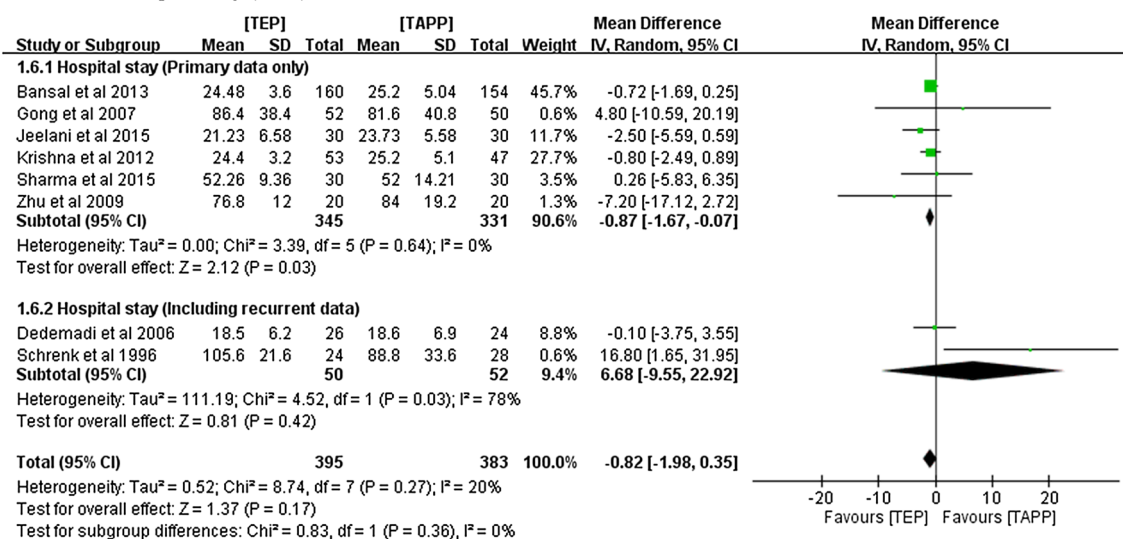 [TEP] [TAPP] Mean Difference Mean Difference
Study or Subgroup Mean SD Total Mean SD Total Weight IV, Random, 95% CI IV, Random, 95% CI
1.6.1 Hospital stay (Primary data only)
Bansal et al 2013 24.48 3.6 160 25.2 5.04 154 45.7% -0.72 [-1.69, 0.25]
Gong et al 2007 86.4 38.4 52 81.6 40.8 50 0.6% 4.80 [-10.59, 20.19]
Jeelani et al 2015 21.23 6.58 30 23.73 5.58 30 11.7% -2.50 [-5.59, 0.59]
Krishna et al 2012 24.4 3.2 53 25.2 5.1 47 27.7% -0.80 [-2.49, 0.89]
Sharma et al 2015 52.26 9.36 30 52 14.21 30 3.5% 0.26 [-5.83, 6.35]
Zhu et al 2009 76.8 12 20 84 19.2 20 1.3% -7.20 [-17.12, 2.72]
Subtotal (95% CI) 345 331 90.6% -0.87 [-1.67, -0.07]
Heterogeneity: Tau² = 0.00; Chi² = 3.39, df = 5 (P = 0.64); I² = 0%
Test for overall effect: Z = 2.12 (P = 0.03)
1.6.2 Hospital stay (Including recurrent data)
Dedemadi et al 2006 18.5 6.2 26 18.6 6.9 24 8.8% -0.10 [-3.75, 3.55]
Schrenk et al 1996 105.6 21.6 24 88.8 33.6 28 0.6% 16.80 [1.65, 31.95]
Subtotal (95% CI) 50 52 9.4% 6.68 [-9.55, 22.92]
Heterogeneity: Tau² = 111.19; Chi² = 4.52, df = 1 (P = 0.03); I² = 78%
Test for overall effect: Z = 0.81 (P = 0.42)
Total (95% CI) 395 383 100.0% -0.82 [-1.98, 0.35]
Heterogeneity: Tau² = 0.52; Chi² = 8.74, df = 7 (P = 0.27); I² = 20%
Test for overall effect: Z = 1.37 (P = 0.17)
Test for subgroup differences: Chi² = 0.83, df = 1 (P = 0.36), I² = 0%
-20 -10 0 10 20
Favours [TEP] Favours [TAPP]